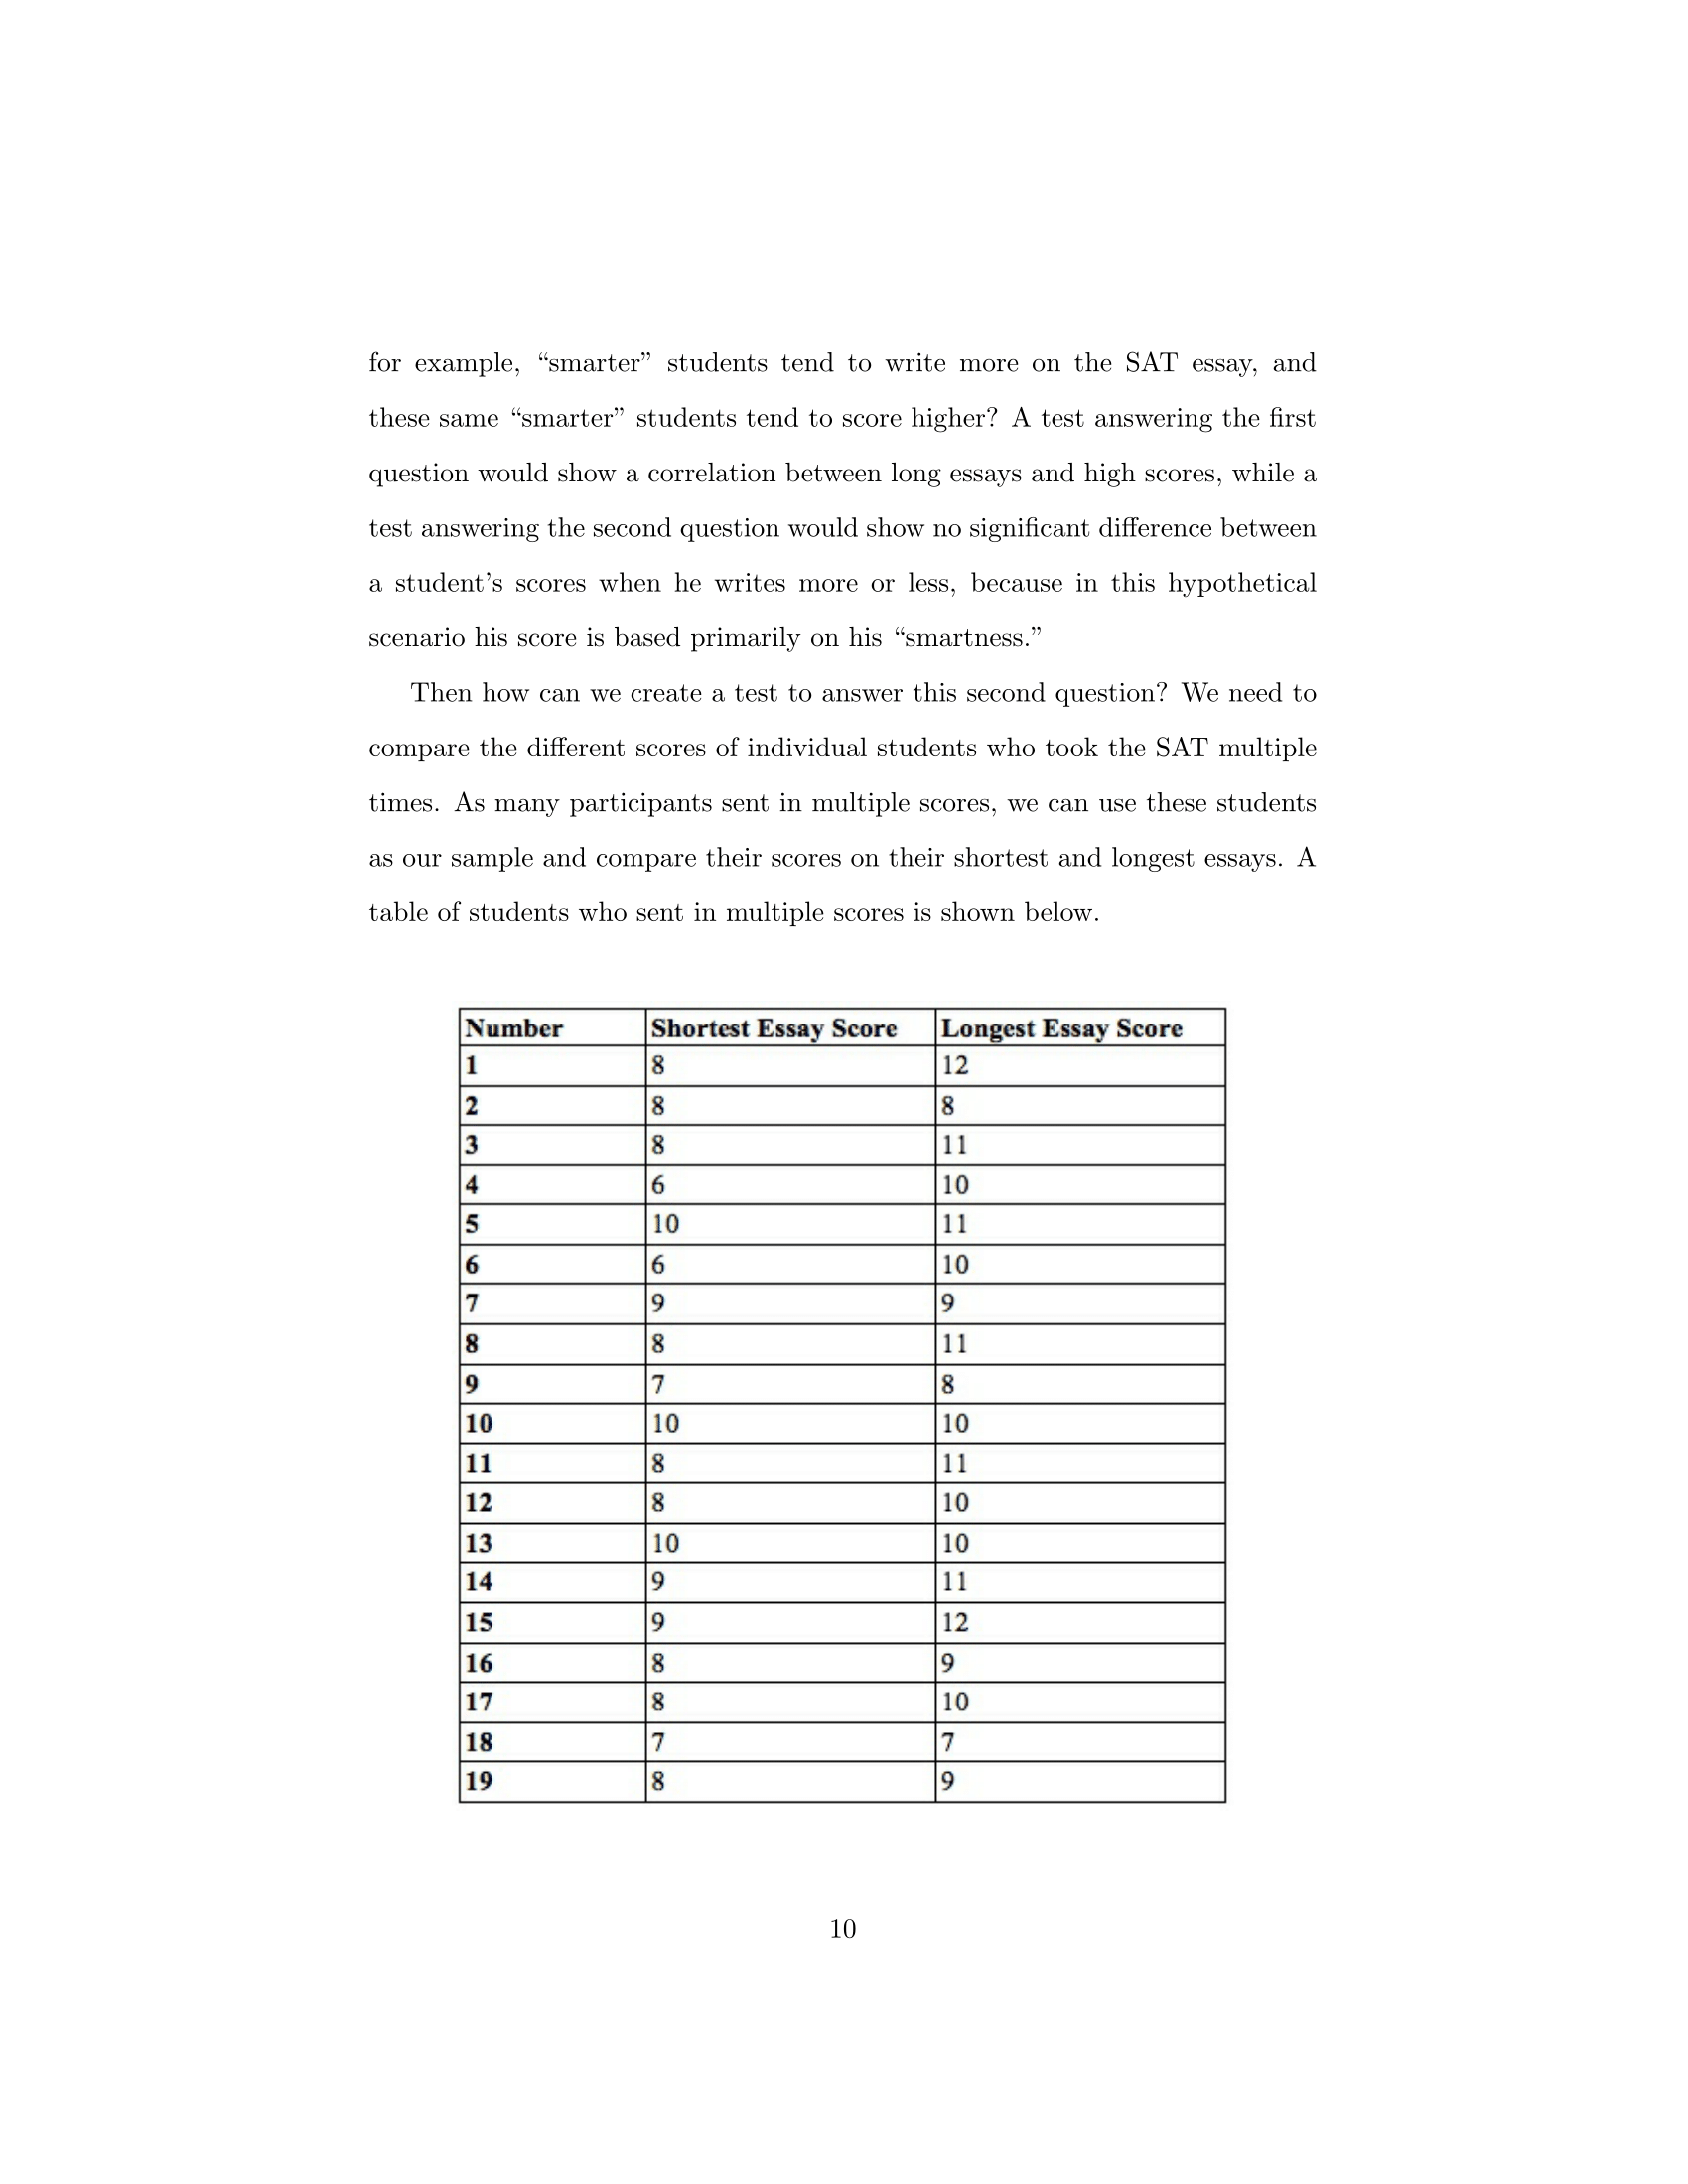 for example, “smarter” students tend to write more on the SAT essay, and
these same “smarter” students tend to score higher? A test answering the first
question would show a correlation between long essays and high scores, while a
test answering the second question would show no significant difference between
a student’s scores when he writes more or less, because in this hypothetical
scenario his score is based primarily on his “smartness.”
Then how can we create a test to answer this second question? We need to
compare the different scores of individual students who took the SAT multiple
times. As many participants sent in multiple scores, we can use these students
as our sample and compare their scores on their shortest and longest essays. A
table of students who sent in multiple scores is shown below.
Number Shortest Essay Score Longest Essay Score
1 8 12
2 8 8
3 8 11
4 6 10
5 10 11
6 6 10
7 9 9
8 8 11
9 7 8
10 10 10
11 8 11
12 8 10
13 10 10
14 9 11
15 9 12
16 8 9
17 8 10
18 7 7
19 8 9
10